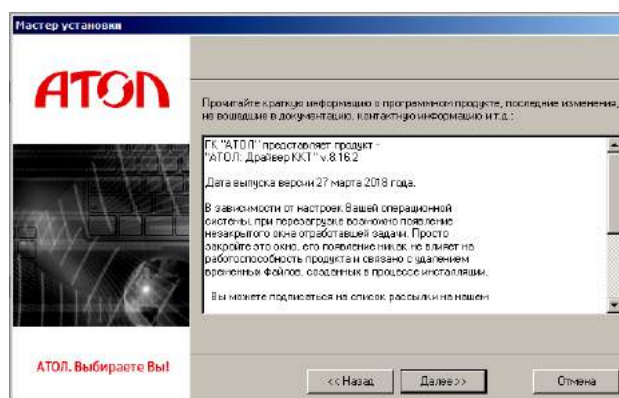 Мастер установки
АТОЛ
Прочитайте краткую информацию о программном продукте, последние изменения,
не вошедшие в документацию, контактную информацию и т.д.:
ГК "АТОЛ" представляет продукт -
"АТОЛ: Драйвер ККТ" v.8.16.2
Дата выпуска версии 27 марта 2018 года.
В зависимости от настроек Вашей операционной
системы, при перезагрузке возможно появление
незакрытого окна отработавшей задачи. Просто
закройте это окно, его появление никак не влияет на
работоспособность продукта и связано с удалением
временных файлов, созданных в процессе инсталляции.
Вы можете подписаться на список рассылки на нашем
АТОЛ. Выбираете Вы!
<< Назад
Далее >>
Отмена